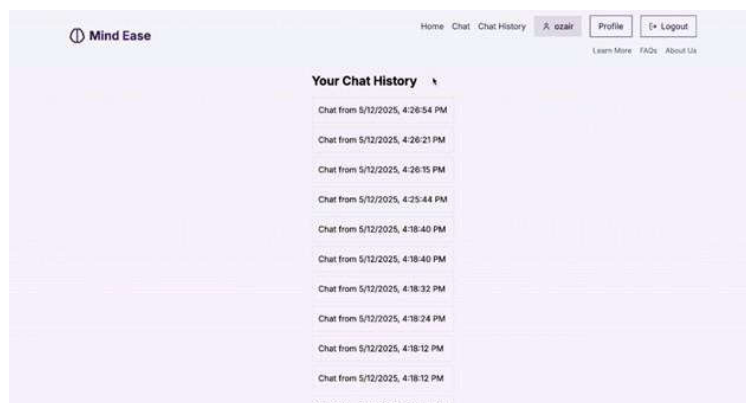 Mind Ease
Home Chat Chat History ozair Profile Logout
Learn More FAQs About Us
Your Chat History
Chat from 5/12/2025, 4:26:54 PM
Chat from 5/12/2025, 4:26:21 PM
Chat from 5/12/2025, 4:26:15 PM
Chat from 5/12/2025, 4:25:44 PM
Chat from 5/12/2025, 4:18:40 PM
Chat from 5/12/2025, 4:18:40 PM
Chat from 5/12/2025, 4:18:32 PM
Chat from 5/12/2025, 4:18:24 PM
Chat from 5/12/2025, 4:18:12 PM
Chat from 5/12/2025, 4:18:12 PM